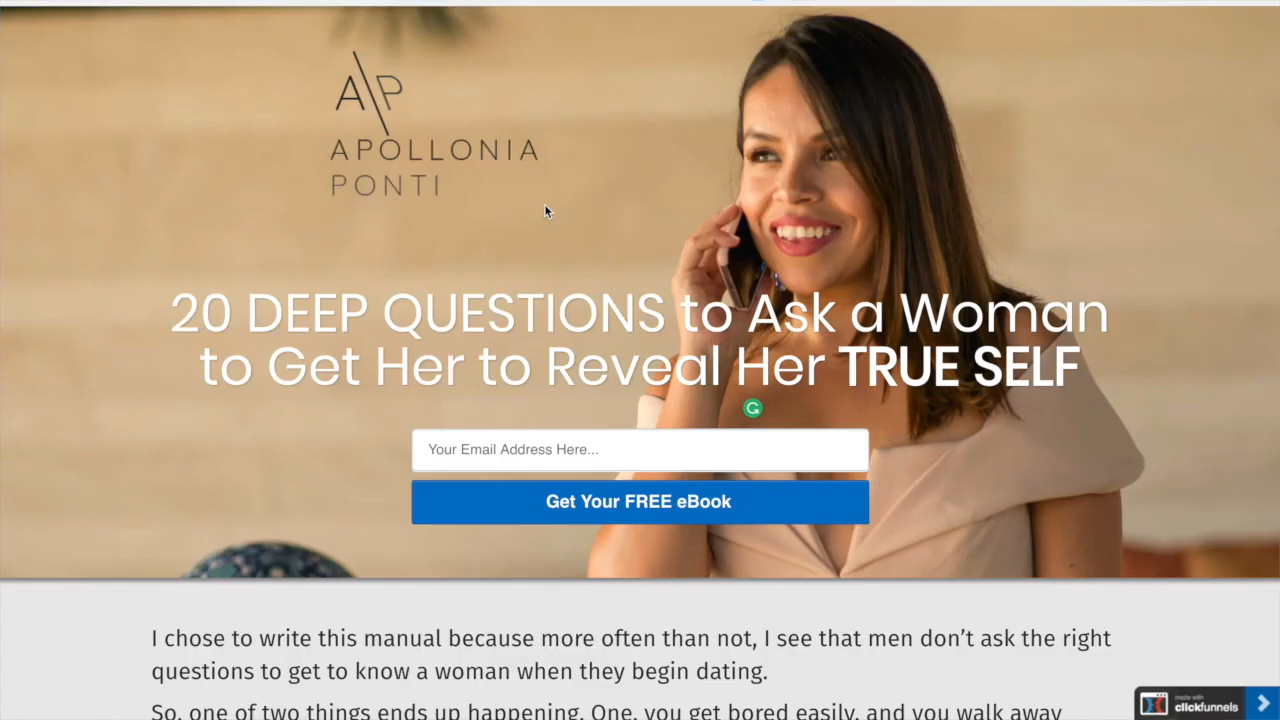 A\P
APOLLONIA
PONTI
20 DEEP QUESTIONS to Ask a Woman
to Get Her to Reveal Her TRUE SELF
Your Email Address Here...
Get Your FREE eBook
I chose to write this manual because more often than not, I see that men don’t ask the right
questions to get to know a woman when they begin dating.
So, one of two things ends up happening. One, you get bored easily, and you walk away
made with
clickfunnels